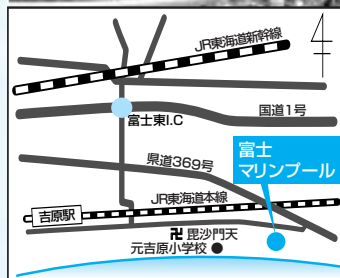 JR東海道新幹線
国道1号
富士東I.C
県道369号
富士
マリンプール
JR東海道本線
吉原駅
卍 毘沙門天
元吉原小学校